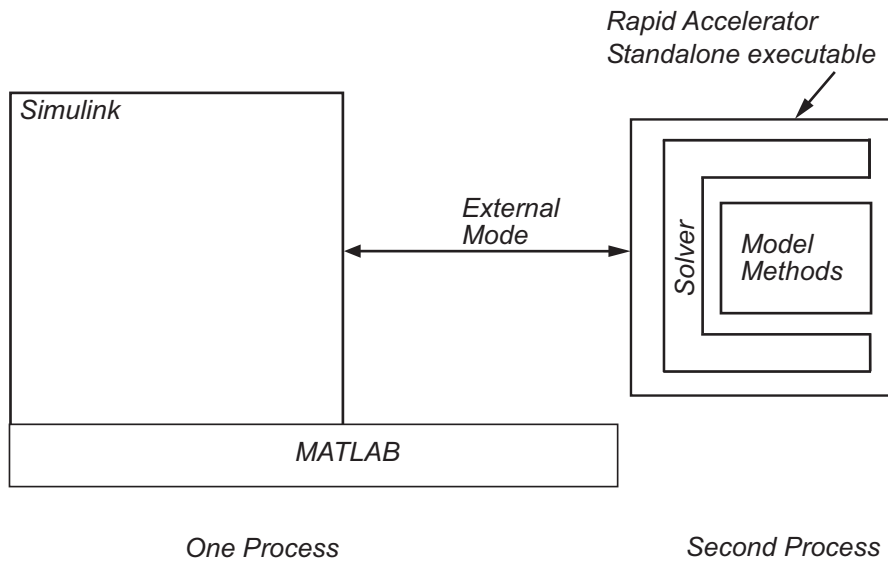 Rapid Accelerator
Standalone executable
Simulink
External
Mode
Solver
Model
Methods
MATLAB
One Process
Second Process